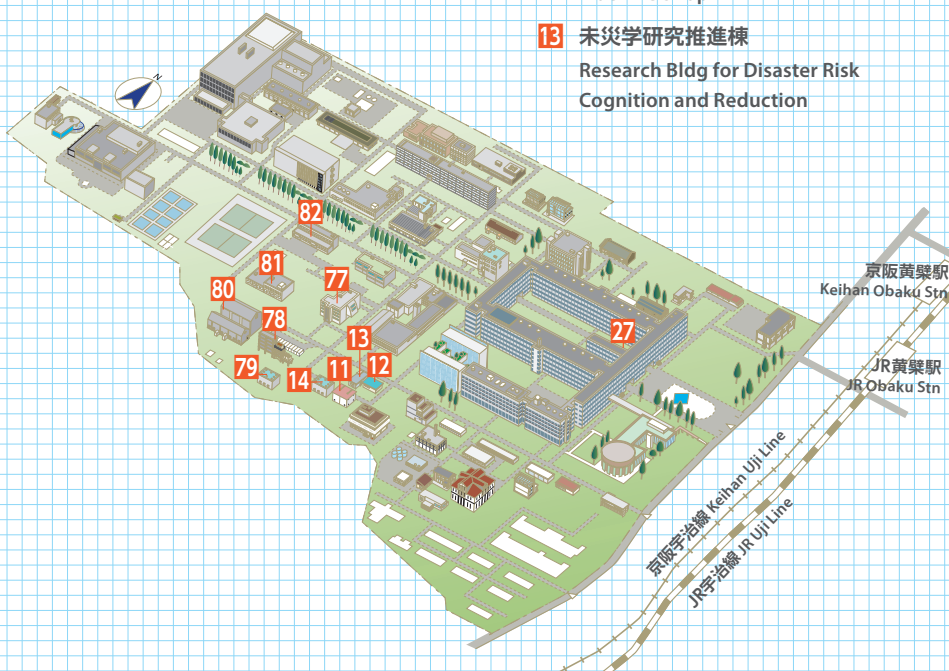 13 未災学研究推進棟
Research Bldg for Disaster Risk
Cognition and Reduction
N
82
81
77
80
78
13
27
79
14
11
12
京阪黄檗駅
Keihan Obaku Stn
JR黄檗駅
JR Obaku Stn
京阪宇治線 Keihan Uji Line
JR宇治線 JR Uji Line